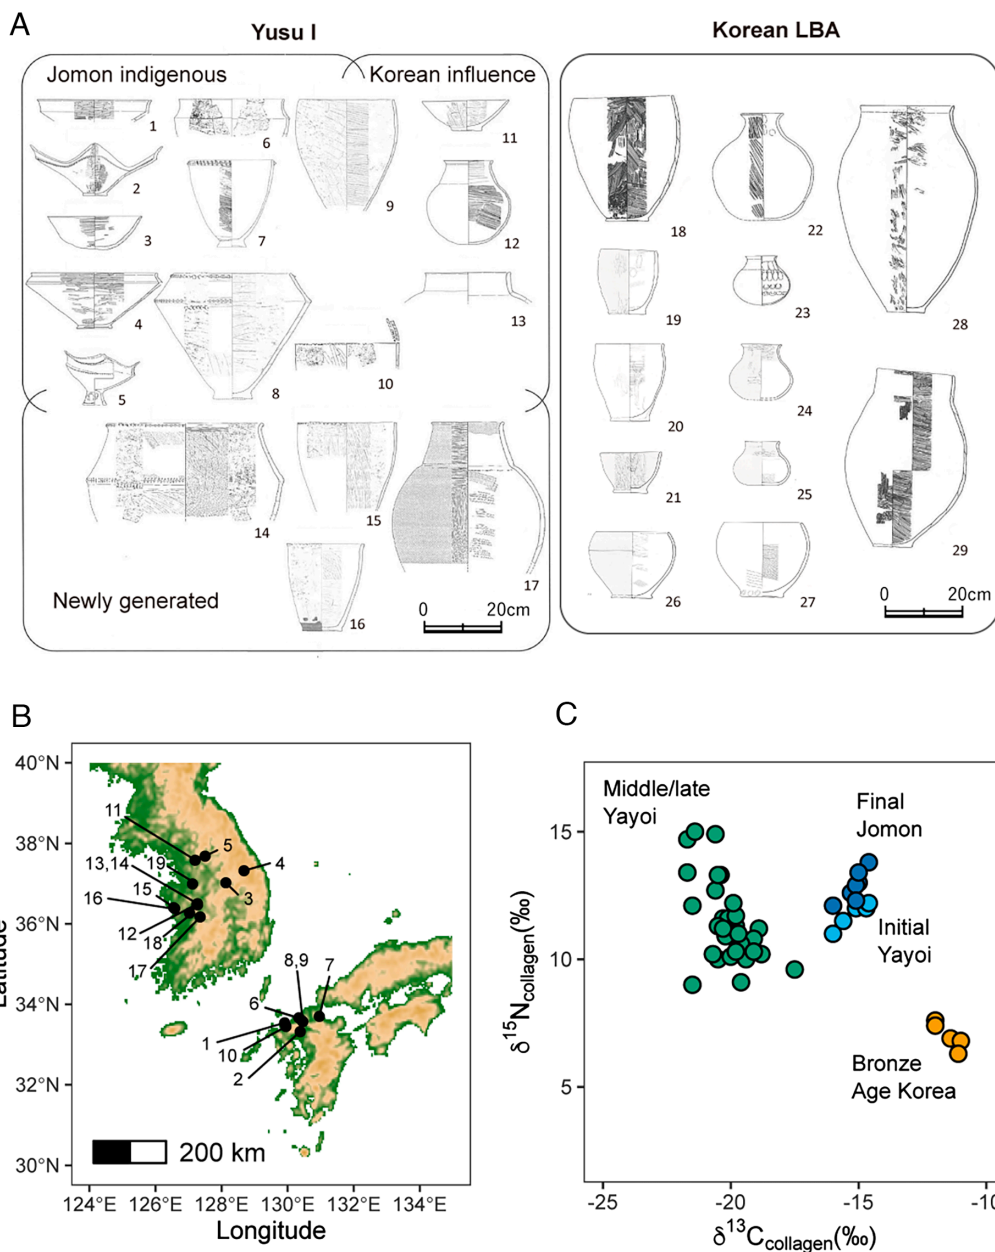 A
Yusu I
Korean LBA
Jomon indigenous
Korean influence
1
6
9
11
2
7
12
3
4
8
10
13
5
14
15
17
16
Newly generated
0 20cm
18
22
28
19
23
20
24
21
25
29
26
27
0 20cm
B
40°N
38°N
36°N
34°N
32°N
30°N
Latitude
11
5
13,14
19
4
15
3
16
12
18
17
8,9
7
6
1
10
2
200 km
124°E 126°E 128°E 130°E 132°E 134°E
Longitude
C
Middle/late
Yayoi
Final
Jomon
Initial
Yayoi
Bronze
Age Korea
15
10
5
δ15Ncollagen(‰)
-25 -20 -15 -10
δ13Ccollagen(‰)